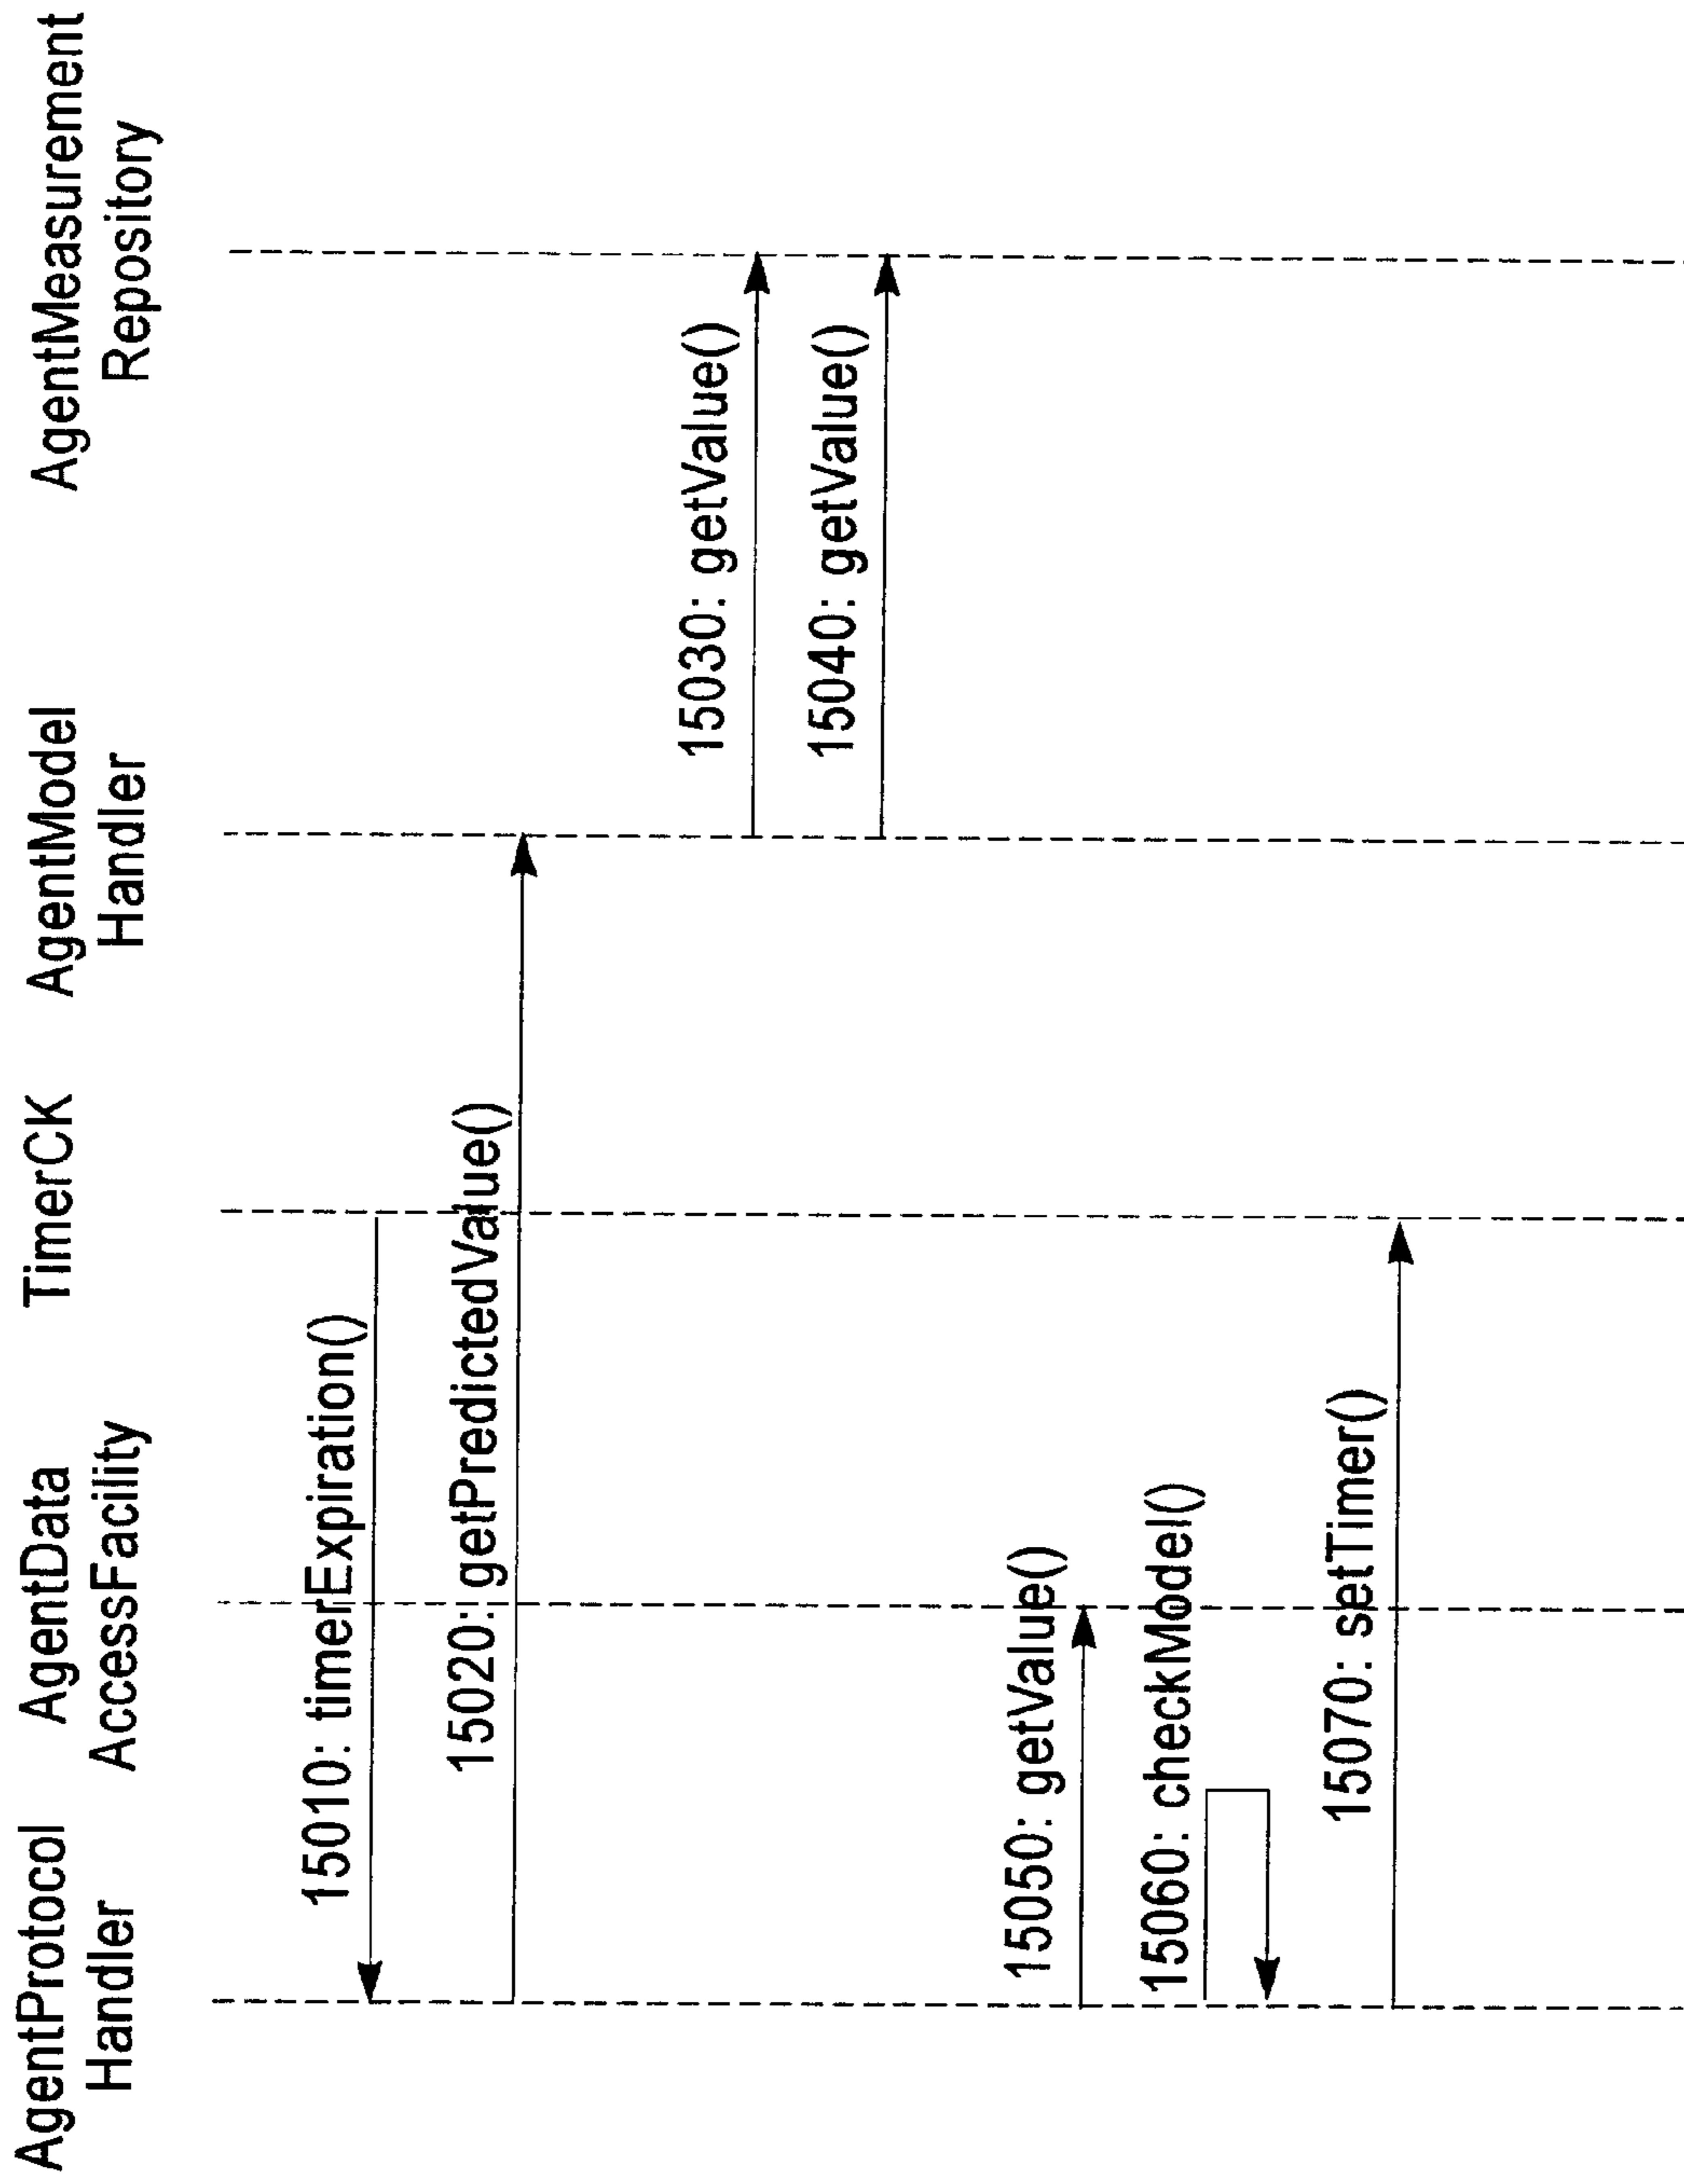 AgentProtocol
Handler
AgentData
AccessFacility
TimerCK
AgentModel
Handler
AgentMeasurement
Repository
15010: timerExpiration()
15020: getPredictedValue()
15030: getValue()
15040: getValue()
15050: getValue()
15060: checkModel()
15070: setTimer()